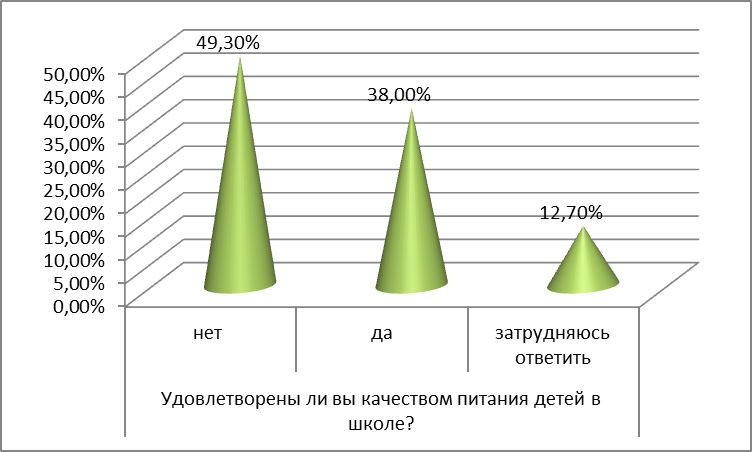 49,30%
38,00%
12,70%
50,00%
45,00%
40,00%
35,00%
30,00%
25,00%
20,00%
15,00%
10,00%
5,00%
0,00%
нет
да
затрудняюсь
ответить
Удовлетворены ли вы качеством питания детей в
школе?